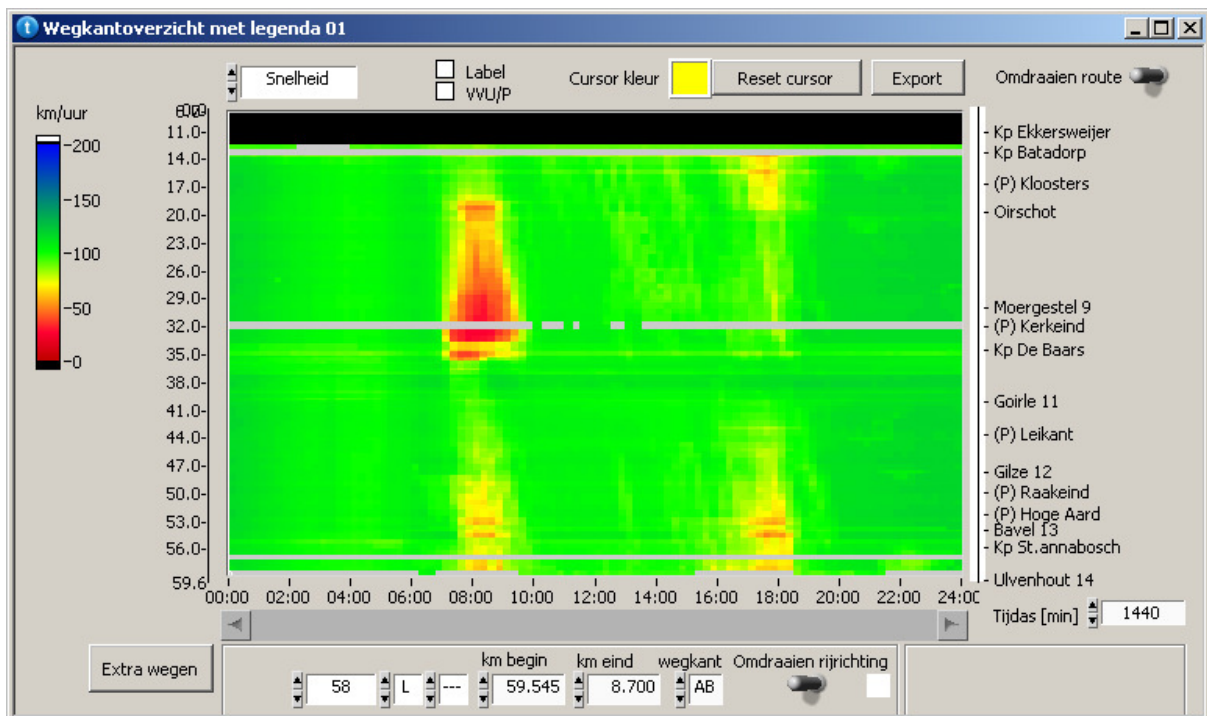 Wegkantoverzicht met legenda 01
Snelheid
Label
VVU/P
Cursor kleur
Reset cursor
Export
Omdraaien route
km/uur
200
150
100
50
0
11.0
14.0
17.0
20.0
23.0
26.0
29.0
32.0
35.0
38.0
41.0
44.0
47.0
50.0
53.0
56.0
59.6
Kp Ekkersweijer
Kp Batadorp
(P) Kloosters
Oirschot
Moergestel 9
(P) Kerkeind
Kp De Baars
Goirle 11
(P) Leikant
Gilze 12
(P) Raakeind
(P) Hoge Aard
Bavel 13
Kp St.annabosch
Ulvenhout 14
00:00 02:00 04:00 06:00 08:00 10:00 12:00 14:00 16:00 18:00 20:00 22:00 24:00
Tijdas [min] 1440
Extra wegen
km begin km eind wegkant Omdraaien rijrichting
58 L --- 59.545 8.700 AB